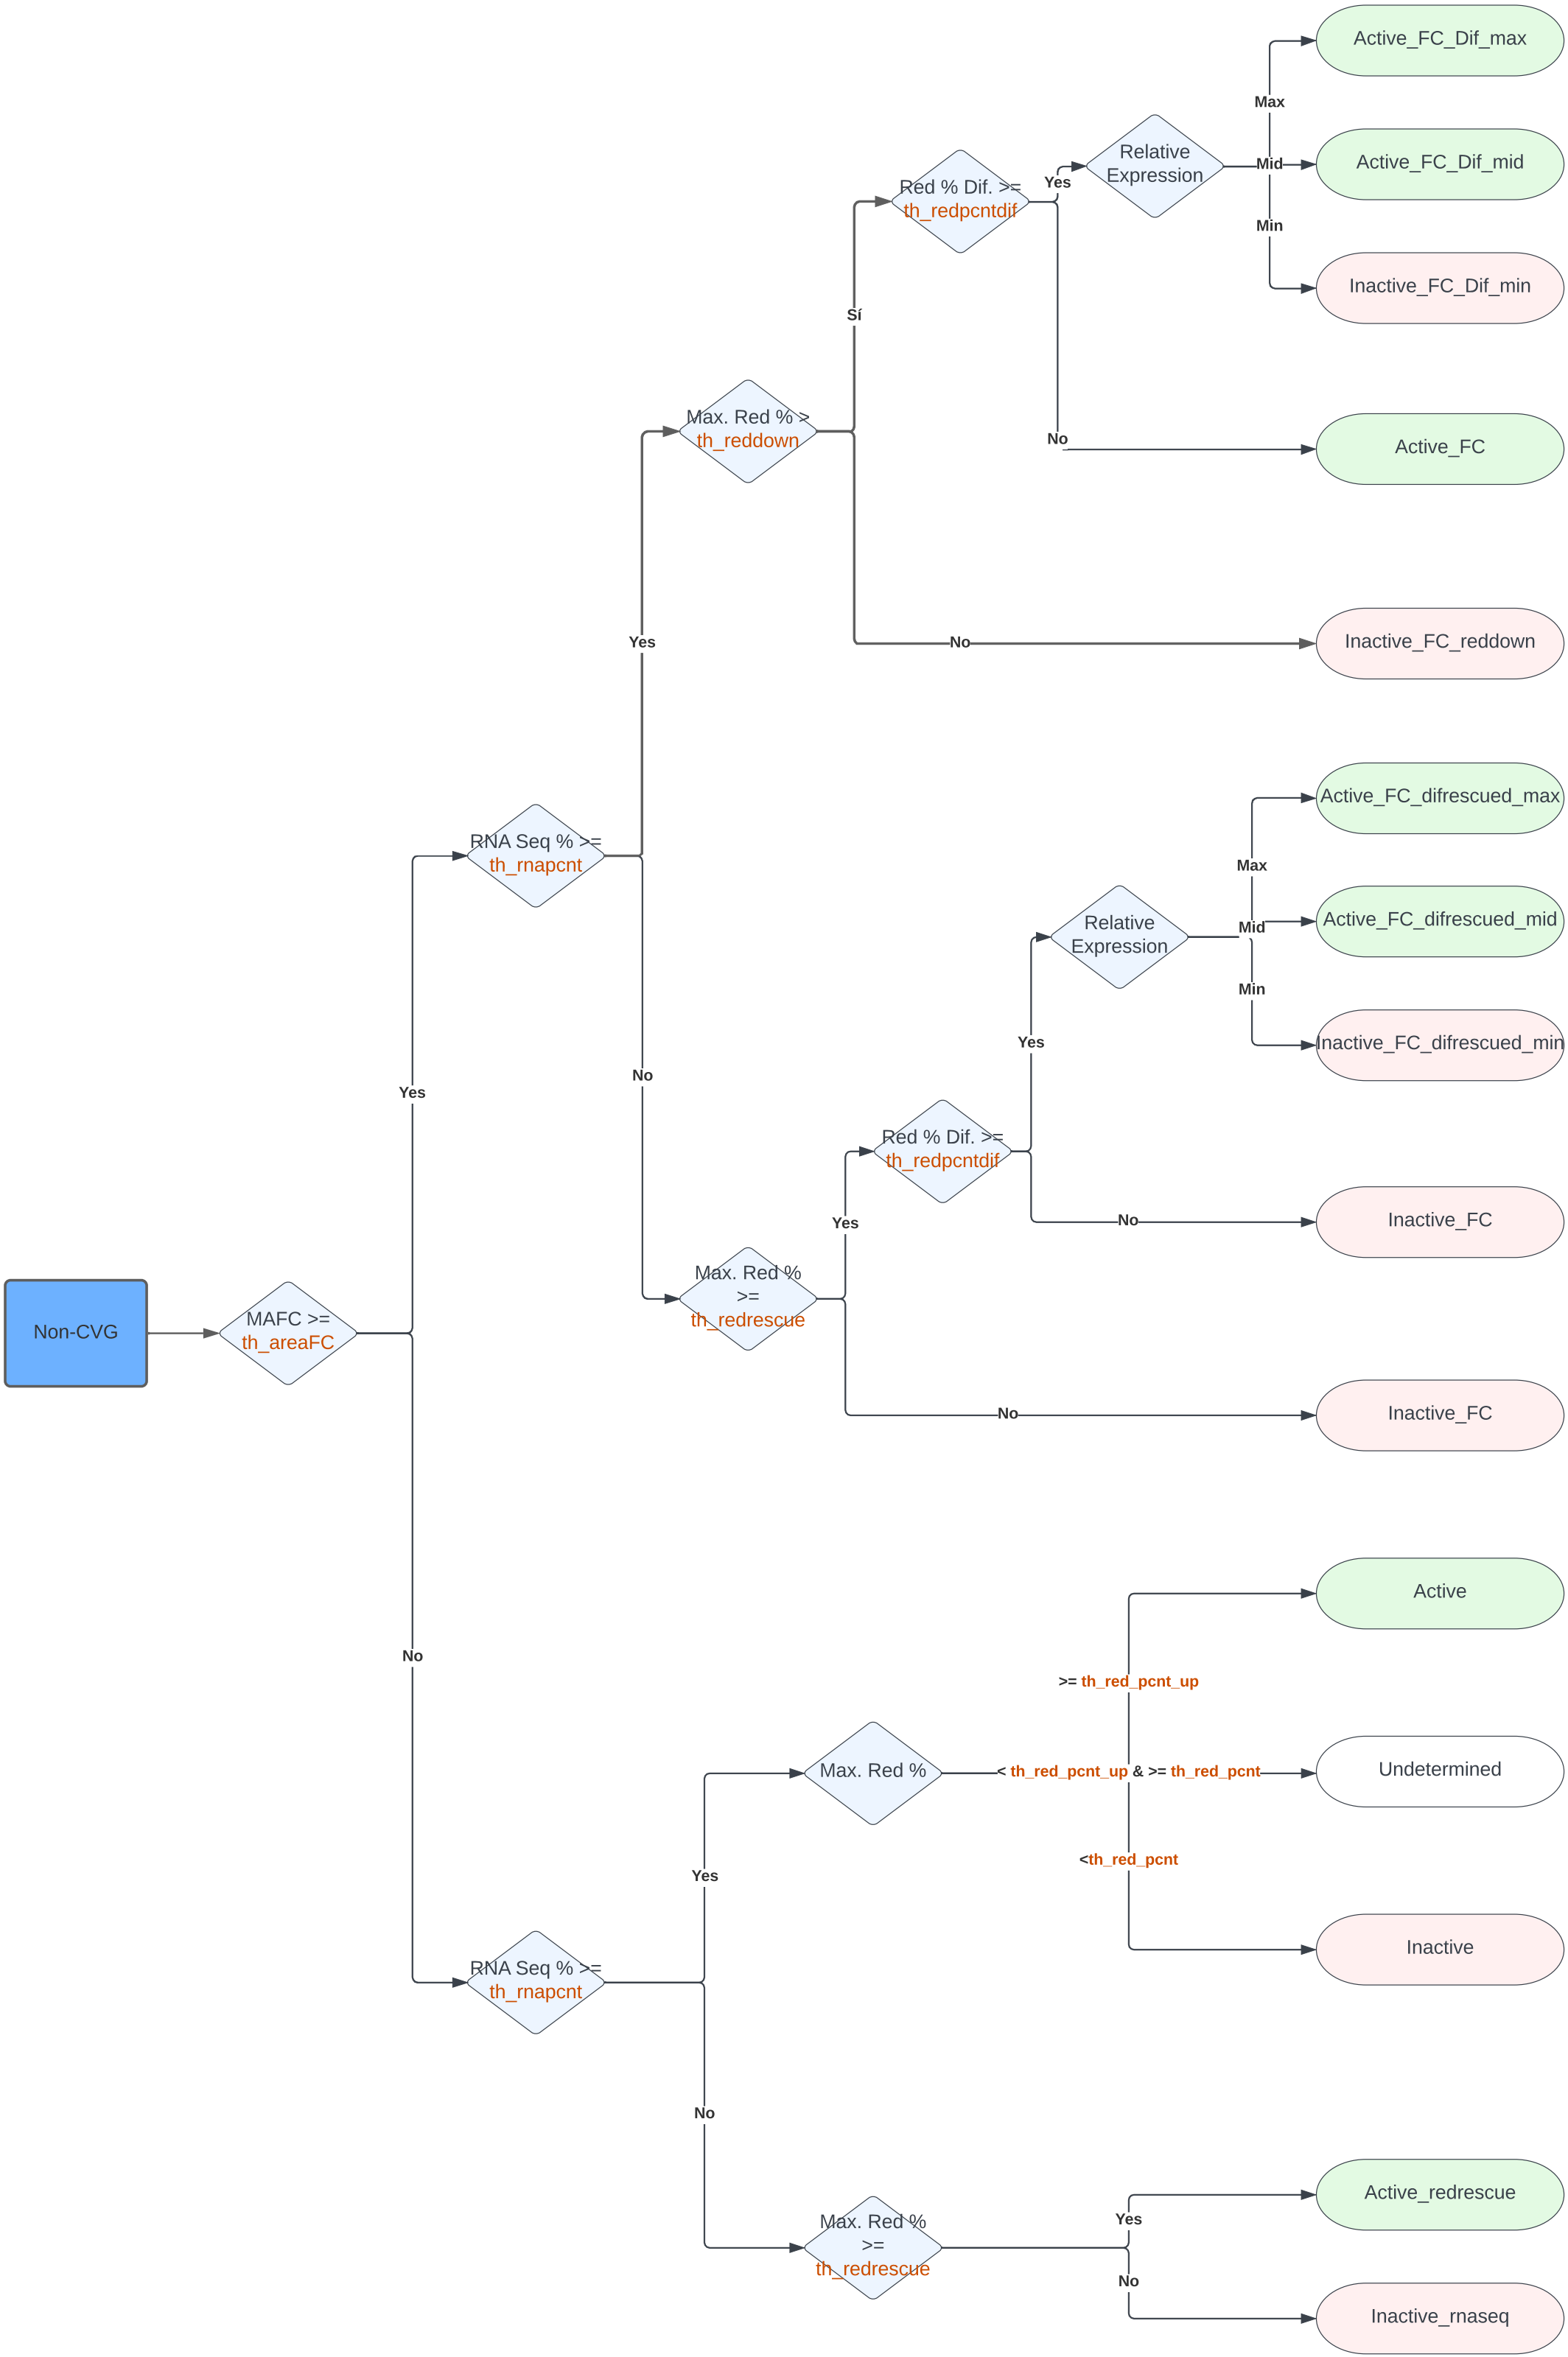 Active_FC_Dif_max
Max
Relative
Expression
Mid
Active_FC_Dif_mid
Red % Dif. >=
th_redpcntdif
Yes
Min
Inactive_FC_Dif_min
Sí
Max. Red % >
th_reddown
No
Active_FC
Yes
No
Inactive_FC_reddown
Active_FC_difrescued_max
RNA Seq % >=
th_rnapcnt
Max
Relative
Expression
Mid
Active_FC_difrescued_mid
Min
Yes
No
Yes
Inactive_FC_difrescued_min
Red % Dif. >=
th_redpcntdif
Yes
No
Inactive_FC
Max. Red %
>=
th_redrescue
Non-CVG
MAFC >=
th_areaFC
No
Inactive_FC
Active
No
>= th_red_pcnt_up
Max. Red %
< th_red_pcnt_up & >= th_red_pcnt
Undetermined
Yes
<th_red_pcnt
Inactive
RNA Seq % >=
th_rnapcnt
No
Active_redrescue
Yes
Max. Red %
>=
th_redrescue
No
Inactive_rnaseq